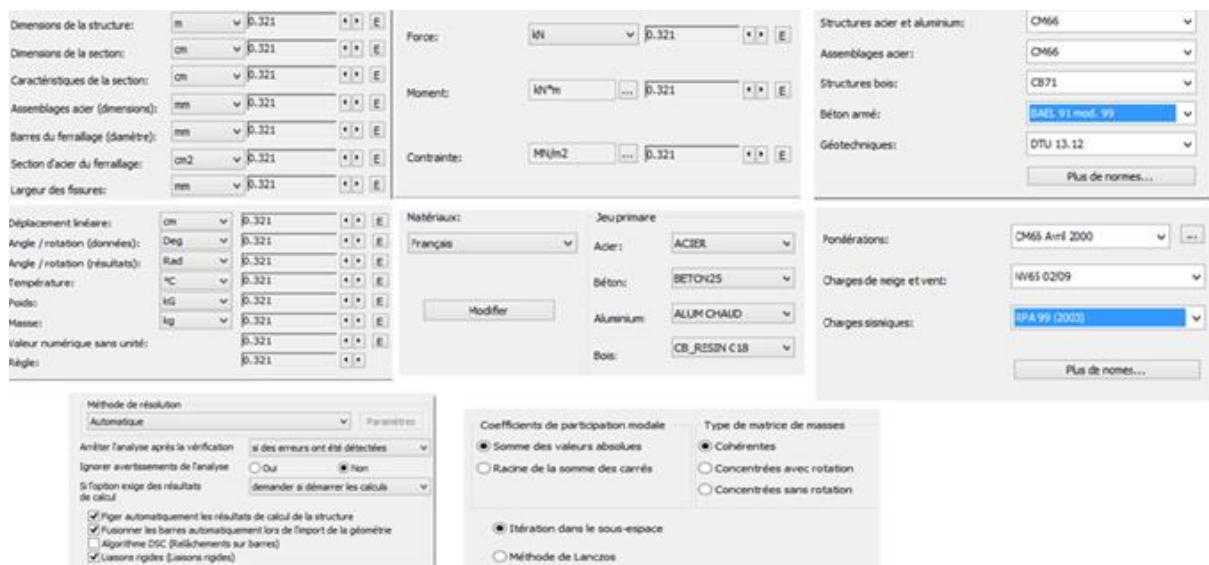 Dimensions de la structure: m 0.321 E
Dimensions de la section: cm 0.321 E
Caractéristiques de la section: cm 0.321 E
Assemblages acier (dimensions): mm 0.321 E
Barres du ferraillage (diamètre): mm 0.321 E
Section d'acier du ferraillage: cm2 0.321 E
Largeur des fissures: mm 0.321 E
Force: kN 0.321 E
Moment: kN*m ... 0.321 E
Contrainte: MN/m2 ... 0.321 E
Structures acier et aluminium: CM66
Assemblages acier: CM66
Structures bois: CB71
Béton armé: BAEL 91 mod. 99
Géotechniques: DTU 13.12
Plus de normes...
Déplacement linéaire: cm 0.321 E
Angle / rotation (données): Deg 0.321 E
Angle / rotation (résultats): Rad 0.321 E
Température: °C 0.321 E
Poids: kG 0.321 E
Masse: kg 0.321 E
Valeur numérique sans unité: 0.321 E
Règle: 0.321
Matériaux:
Français
Modifier
Jeu primaire
Acier: ACIER
Béton: BETON25
Aluminium: ALUM CHAUD
Bois: CB_RESIN C18
Pondérations: CM66 Avril 2000 ...
Charges de neige et vent: NV65 02/09
Charges sismiques: RPA 99 (2003)
Plus de normes...
Méthode de résolution
Automatique Paramètres
Arrêter l'analyse après la vérification si des erreurs ont été détectées
Ignorer avertissements de l'analyse Oui Non
Si l'option exige des résultats de calcul demander si démarrer les calculs
Figer automatiquement les résultats de calcul de la structure
Fusionner les barres automatiquement lors de l'import de la géométrie
Algorithme DSC (Relâchements sur barres)
Liaisons rigides (Liaisons rigides)
Coefficients de participation modale
Somme des valeurs absolues
Racine de la somme des carrés
Type de matrice de masses
Cohérentes
Concentrées avec rotation
Concentrées sans rotation
Itération dans le sous-espace
Méthode de Lanczos